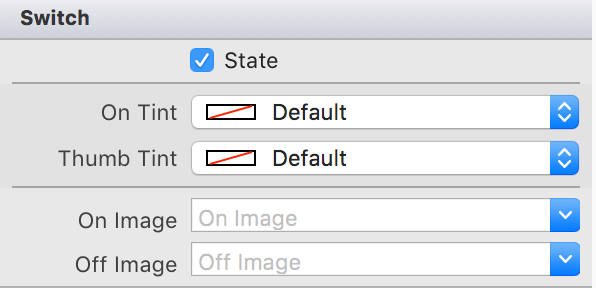 Switch
State
On Tint Default
Thumb Tint Default
On Image On Image
Off Image Off Image